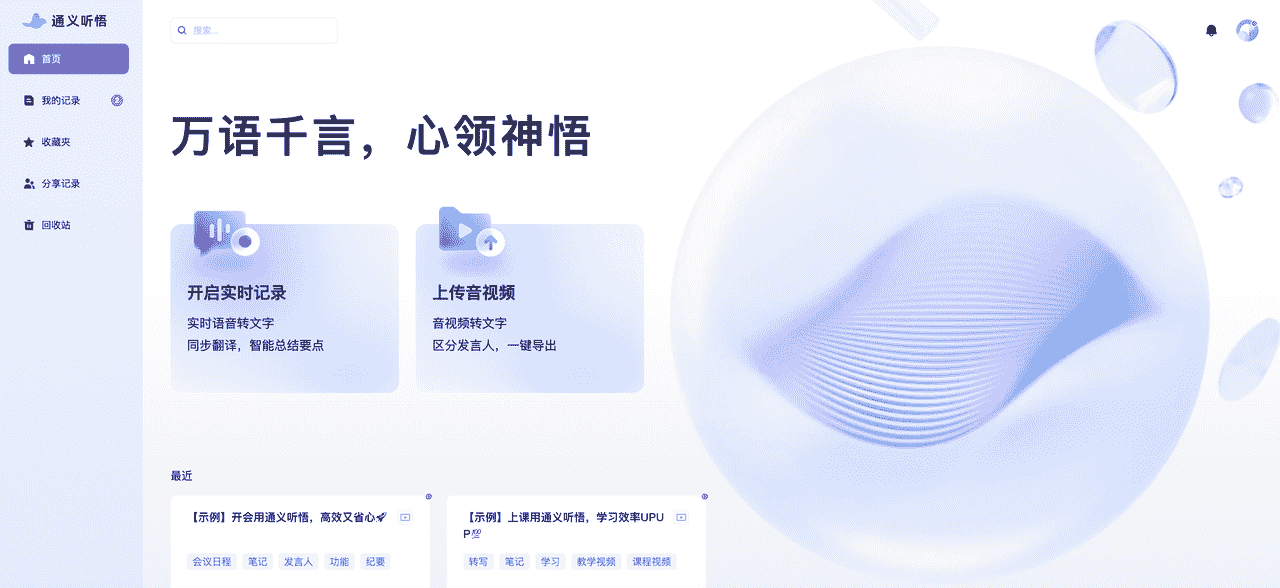 通义听悟
搜索...
首页
我的记录
收藏夹
分享记录
回收站
万语千言，心领神悟
开启实时记录
实时语音转文字
同步翻译，智能总结要点
上传音视频
音视频转文字
区分发言人，一键导出
最近
【示例】开会用通义听悟，高效又省心🚀
会议日程 笔记 发言人 功能 纪要
【示例】上课用通义听悟，学习效率UPU
P💯
转写 笔记 学习 教学视频 课程视频